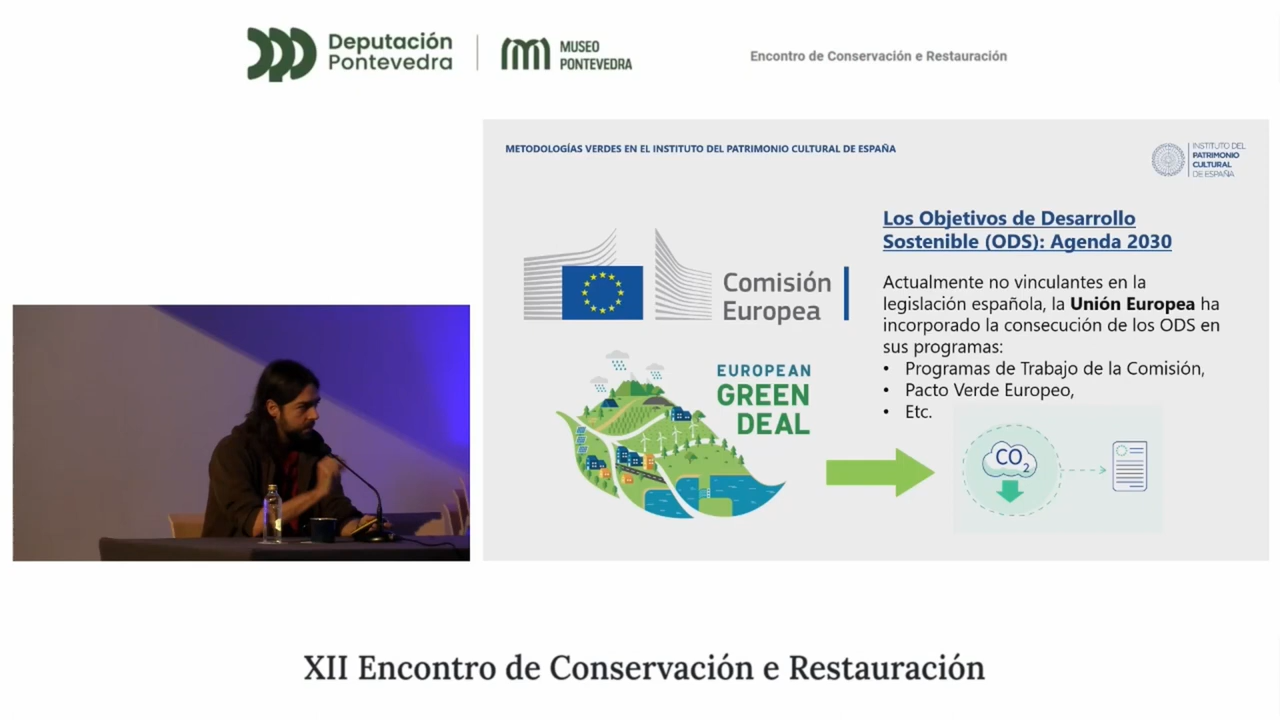 Deputación
Pontevedra
MUSEO
PONTEVEDRA
Encontro de Conservación e Restauración
METODOLOGÍAS VERDES EN EL INSTITUTO DEL PATRIMONIO CULTURAL DE ESPAÑA
INSTITUTO DEL
PATRIMONIO
CULTURAL
DE ESPAÑA
Comisión
Europea
EUROPEAN
GREEN
DEAL
Los Objetivos de Desarrollo
Sostenible (ODS): Agenda 2030
Actualmente no vinculantes en la
legislación española, la Unión Europea ha
incorporado la consecución de los ODS en
sus programas:
• Programas de Trabajo de la Comisión,
• Pacto Verde Europeo,
• Etc.
CO2
XII Encontro de Conservación e Restauración